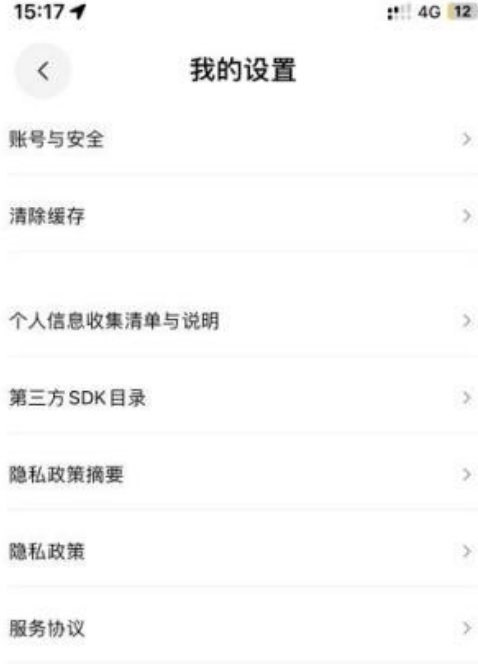 15:17 4G 12
我的设置
账号与安全
清除缓存
个人信息收集清单与说明
第三方SDK目录
隐私政策摘要
隐私政策
服务协议